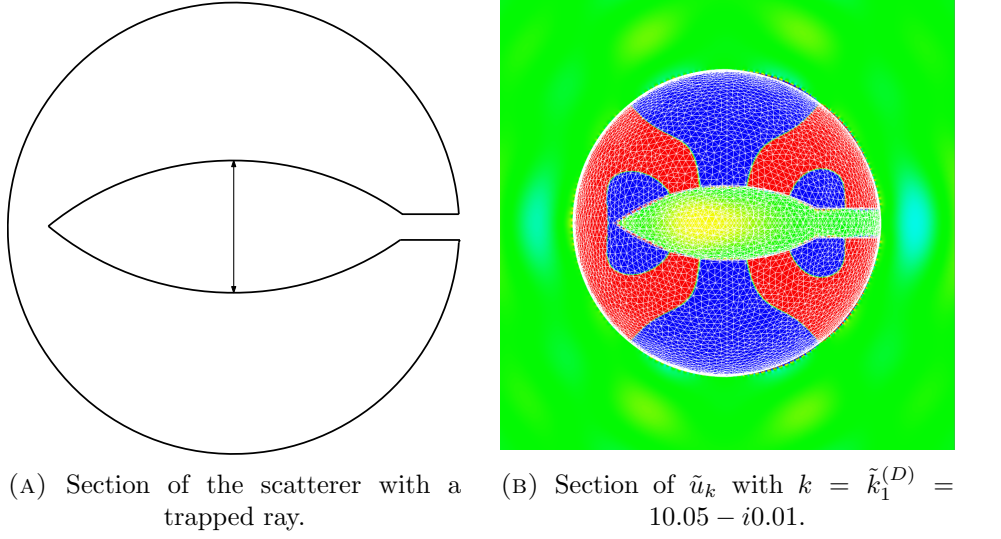 (A) Section of the scatterer with a
trapped ray.
(B) Section of ũ_k with k = k̃_1^{(D)} =
10.05 − i0.01.